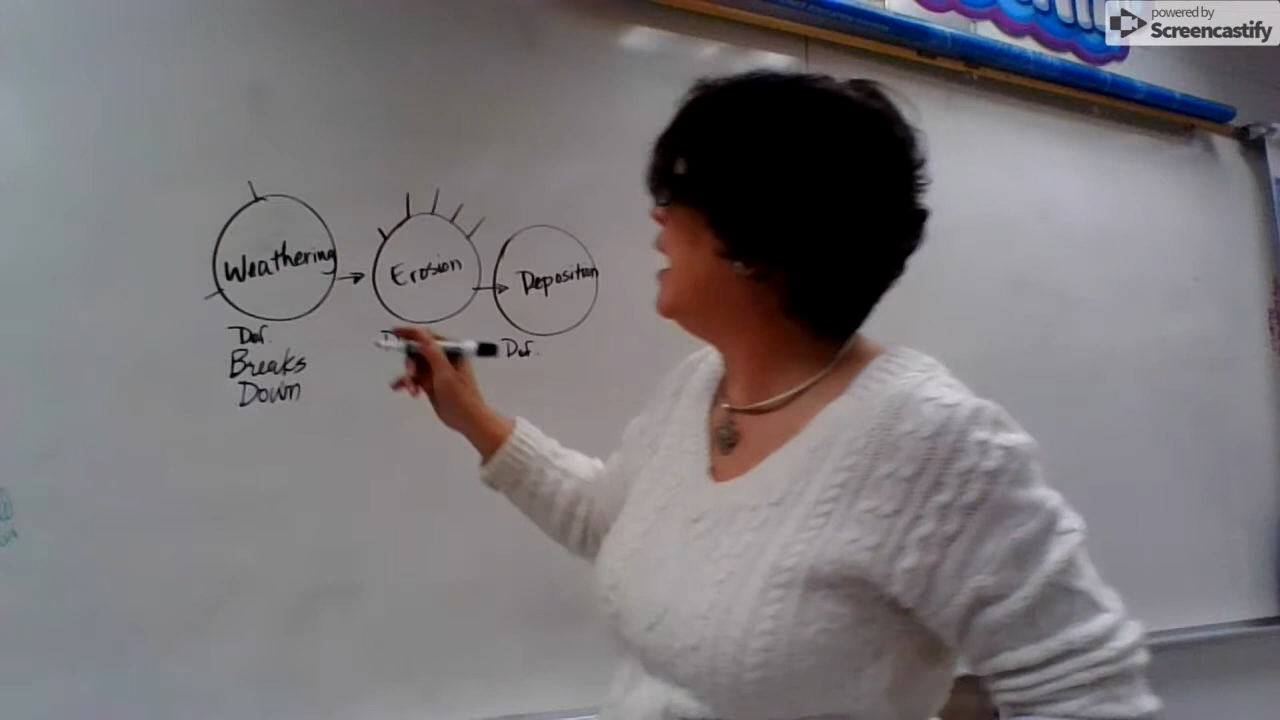 powered by
Screencastify
Weathering
Erosion
Deposition
Def.
Def.
Breaks
Down